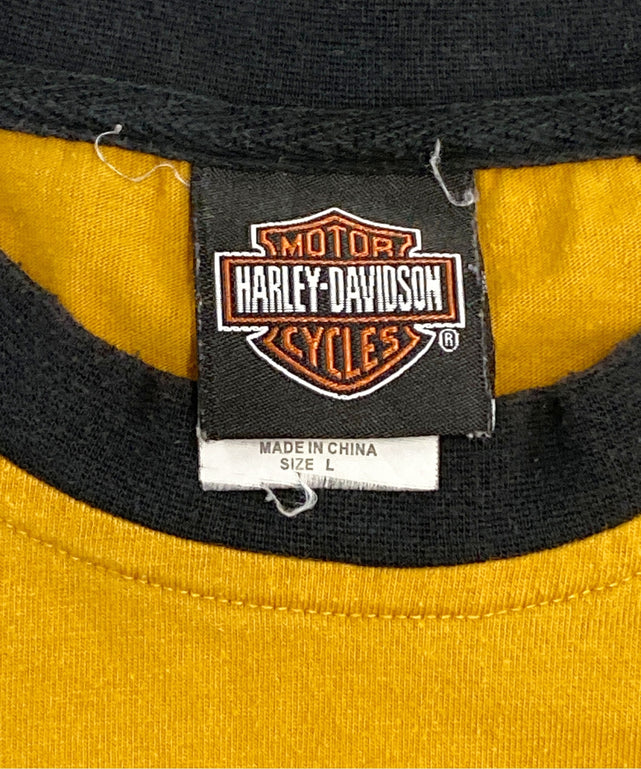 MOTOR
HARLEY-DAVIDSON
CYCLES
®
MADE IN CHINA
SIZE L